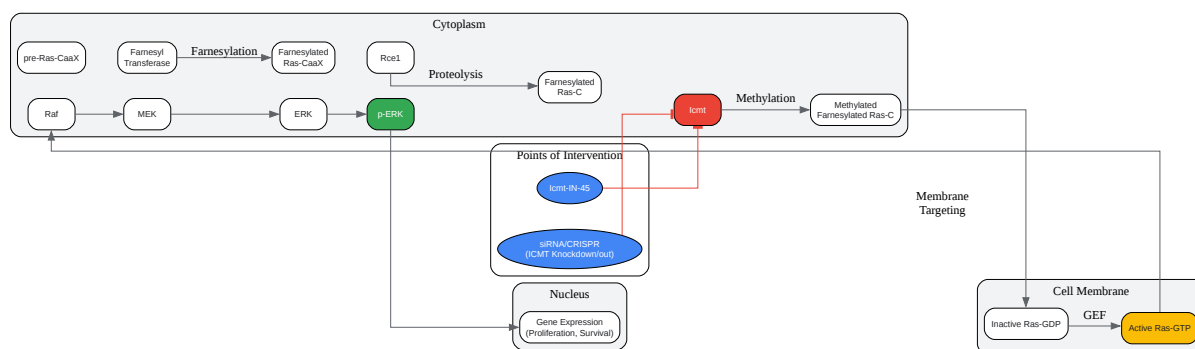 Cytoplasm
pre-Ras-CaaX
Farnesyl
Transferase
Farnesylation
Farnesylated
Ras-CaaX
Rce1
Proteolysis
Farnesylated
Ras-C
Raf
MEK
ERK
p-ERK
Icmt
Methylation
Methylated
Farnesylated Ras-C
Points of Intervention
Icmt-IN-45
siRNA/CRISPR
(ICMT Knockdown/out)
Membrane
Targeting
Nucleus
Gene Expression
(Proliferation, Survival)
Cell Membrane
Inactive Ras-GDP
GEF
Active Ras-GTP